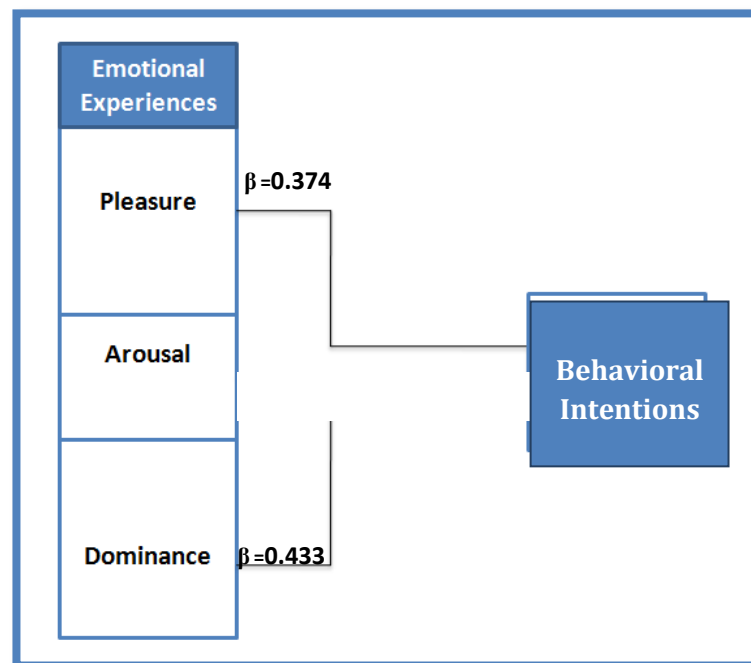 Emotional
Experiences
Pleasure
β =0.374
Arousal
Behavioral
Intentions
Dominance
β=0.433